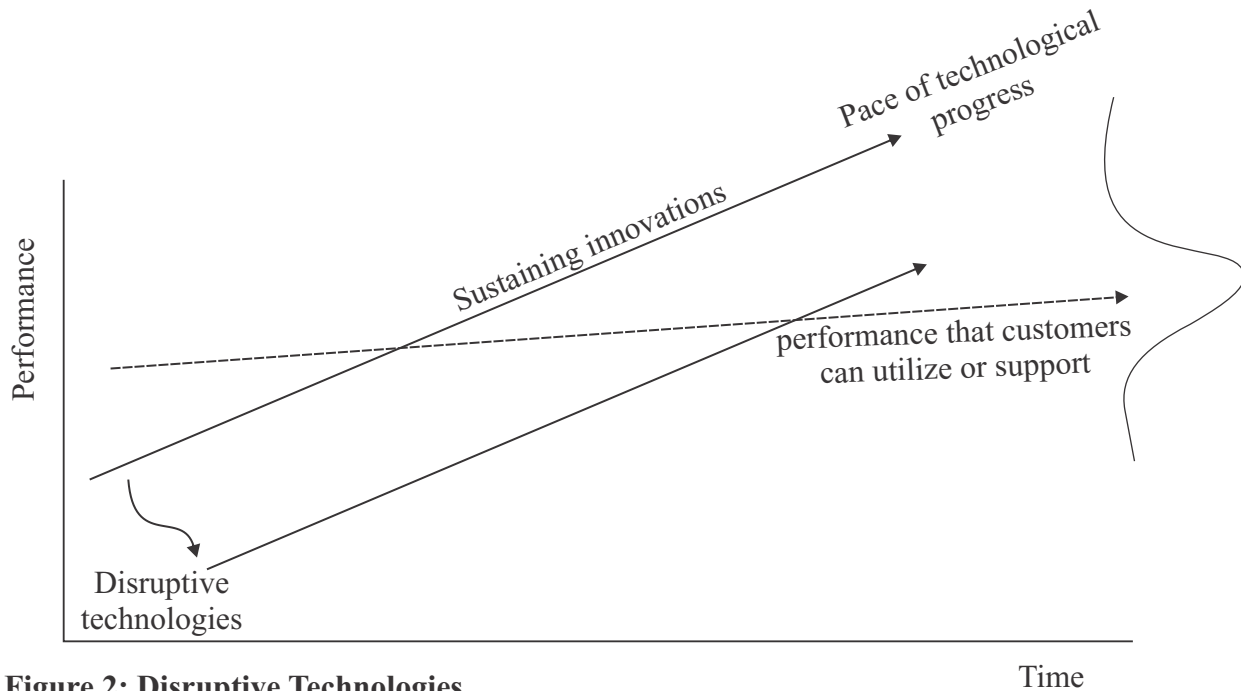 Pace of technological
progress
Sustaining innovations
Performance
performance that customers
can utilize or support
Disruptive
technologies
Time
Figure 2: Disruptive Technologies